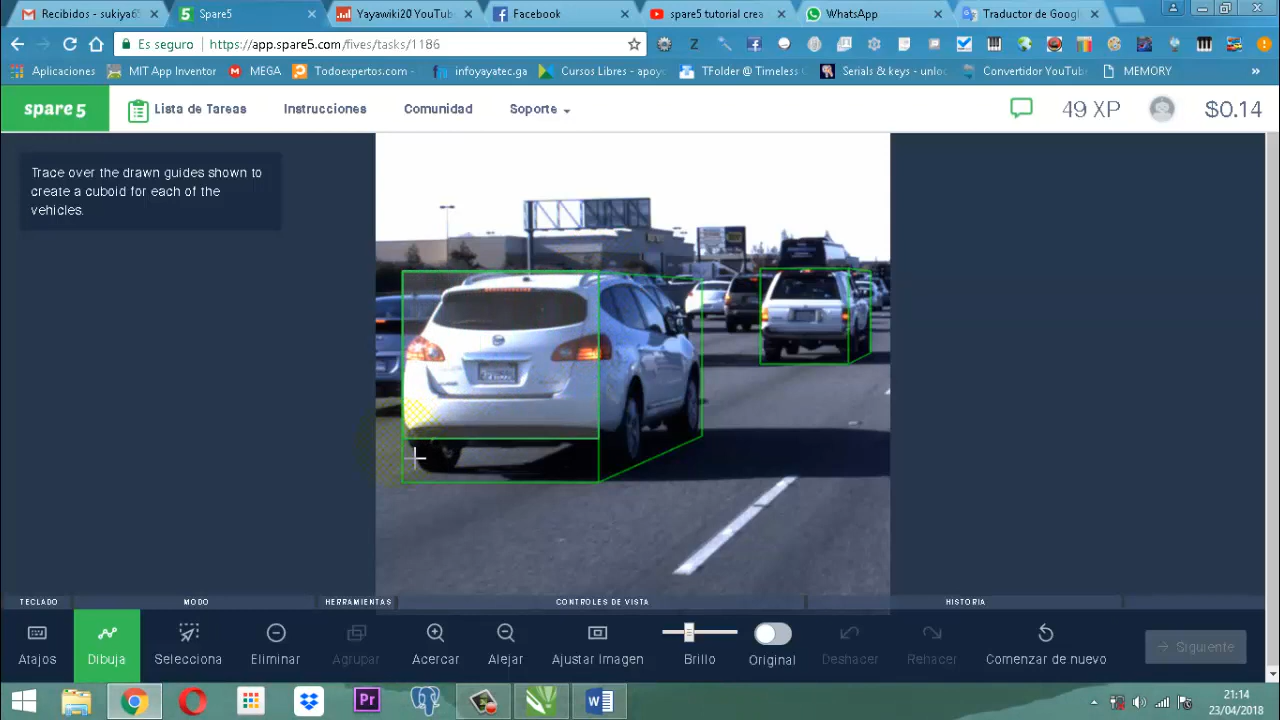 Recibidos - sukiya6
Spare5
Yayawiki20 YouTube
Facebook
spare5 tutorial crea
WhatsApp
Traductor de Googl
Es seguro
https://app.spare5.com/fives/tasks/1186
Aplicaciones
MIT App Inventor
MEGA
Todoexpertos.com -
infoyayatec.ga
Cursos Libres - apoy
TFolder @ Timeless
Serials & keys - unlo
Convertidor YouTub
MEMORY
»
spare5
Lista de Tareas
Instrucciones
Comunidad
Soporte
49 XP
$0.14
Trace over the drawn guides shown to
create a cuboid for each of the
vehicles.
TECLADO
MODO
HERRAMIENTAS
CONTROLES DE VISTA
HISTORIA
Atajos
Dibuja
Selecciona
Eliminar
Agrupar
Acercar
Alejar
Ajustar Imagen
Brillo
Original
Deshacer
Rehacer
Comenzar de nuevo
Siguiente
Pr
21:14
23/04/2018